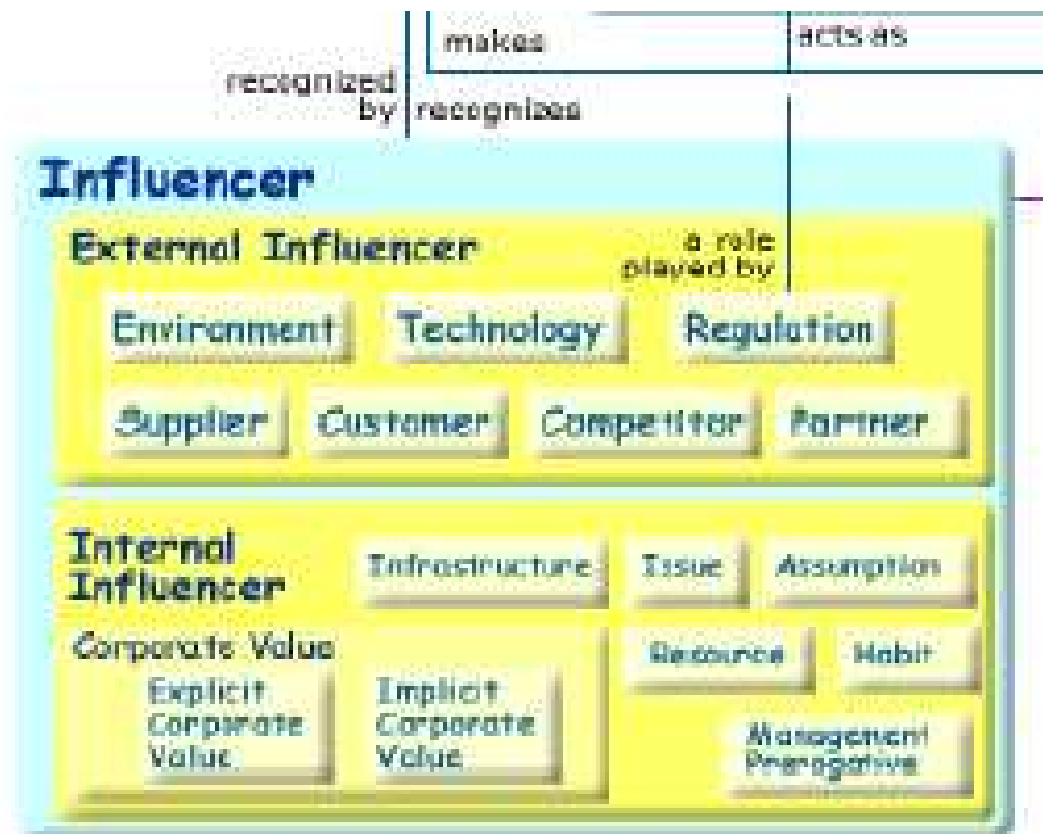 makes
acts as
recognized
by recognizes
Influencer
External Influencer
a role
played by
Environment Technology Regulation
Supplier Customer Competitor Partner
Internal
Influencer
Infrastructure Issue Assumption
Corporate Value
Resource Habit
Explicit
Corporate
Value
Implicit
Corporate
Value
Management
Prerogative